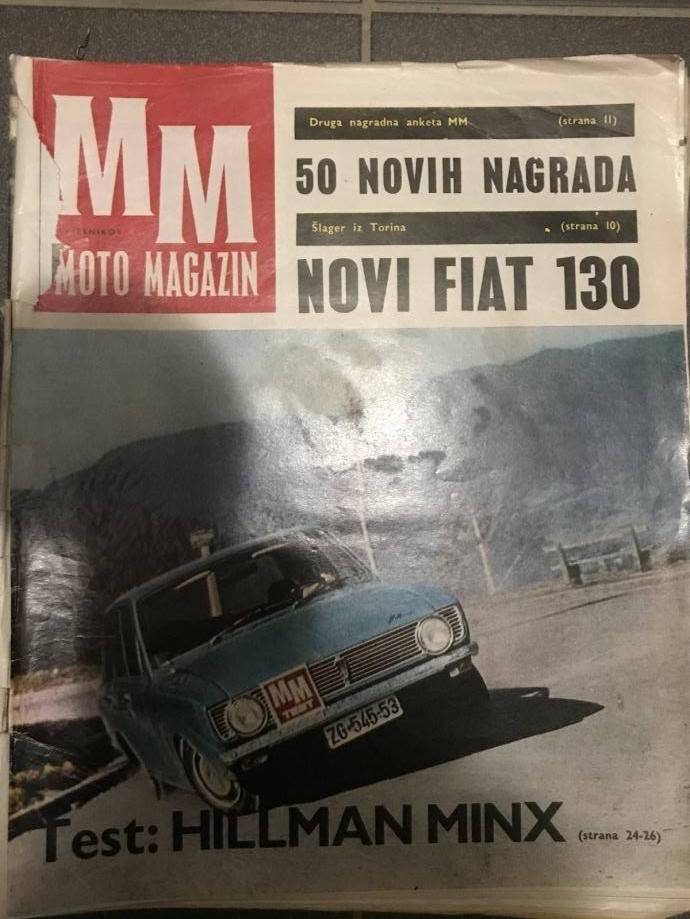 MM
MOTO MAGAZIN
Druga nagradna anketa MM (strana 11)
50 NOVIH NAGRADA
Šlager iz Torina (strana 10)
NOVI FIAT 130
MM
TEST
ZG-545-53
Test: HILLMAN MINX (strana 24-26)